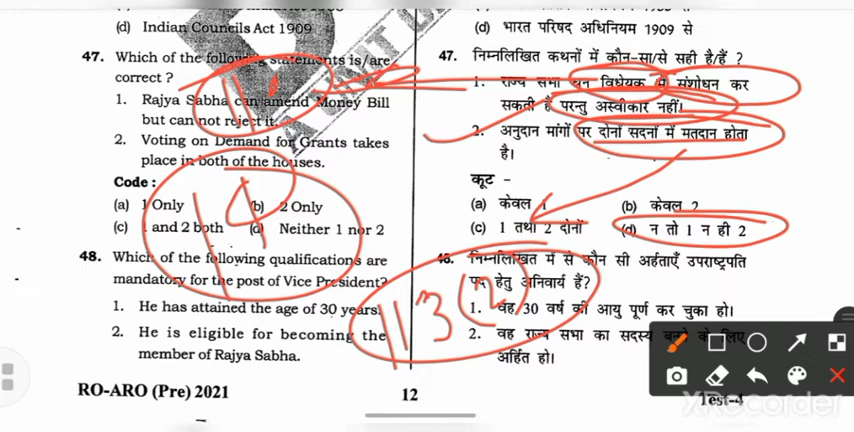 (d) Indian Councils Act 1909
47. Which of the following statements is/are
correct ?
1. Rajya Sabha can amend Money Bill
but can not reject it.
2. Voting on Demand for Grants takes
place in both of the houses.
Code :
(a) 1 Only (b) 2 Only
(c) 1 and 2 both (d) Neither 1 nor 2
48. Which of the following qualifications are
mandatory for the post of Vice President?
1. He has attained the age of 30 years.
2. He is eligible for becoming the
member of Rajya Sabha.
(d) भारत परिषद अधिनियम 1909 से
47. निम्नलिखित कथनों में कौन-सा/से सही है/हैं ?
1. राज्य सभा धन विधेयक में संशोधन कर
सकती है परन्तु अस्वीकार नहीं।
2. अनुदान मांगों पर दोनों सदनों में मतदान होता
है।
कूट -
(a) केवल 1 (b) केवल 2
(c) 1 तथा 2 दोनों (d) न तो 1 न ही 2
48. निम्नलिखित में से कौन सी अर्हताएँ उपराष्ट्रपति
पद हेतु अनिवार्य हैं?
1. वह 30 वर्ष की आयु पूर्ण कर चुका हो।
2. वह राज्य सभा का सदस्य बनने के लिए
अर्हित हो।
14
113(2)
RO-ARO (Pre) 2021
12
Test-4
XRecorder